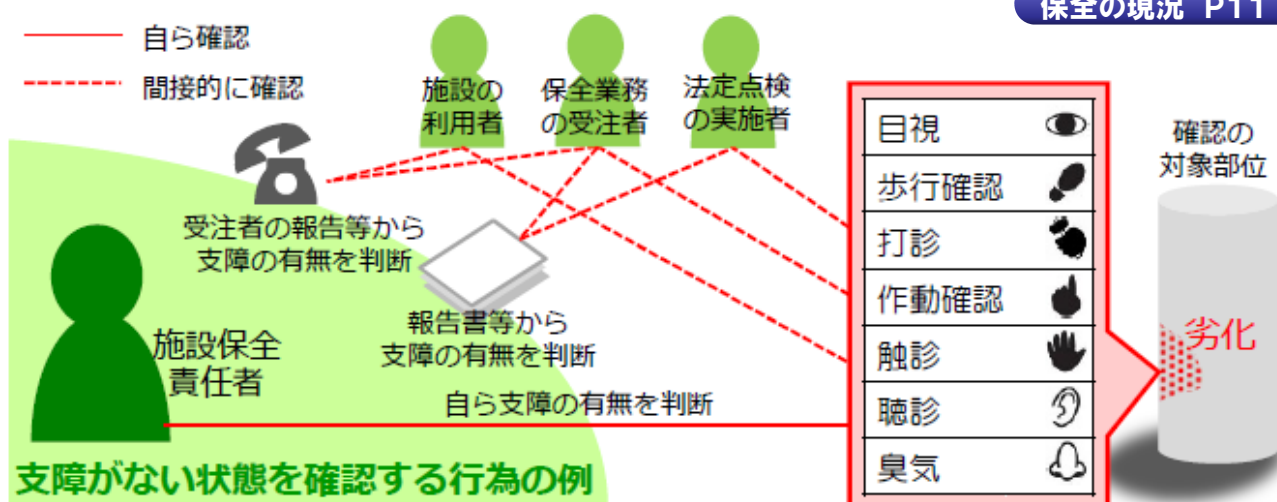 保全の現況 P11
自ら確認
間接的に確認
施設の
利用者
保全業務
の受注者
法定点検
の実施者
受注者の報告等から
支障の有無を判断
報告書等から
支障の有無を判断
施設保全
責任者
自ら支障の有無を判断
支障がない状態を確認する行為の例
目視
歩行確認
打診
作動確認
触診
聴診
臭気
確認の
対象部位
劣化